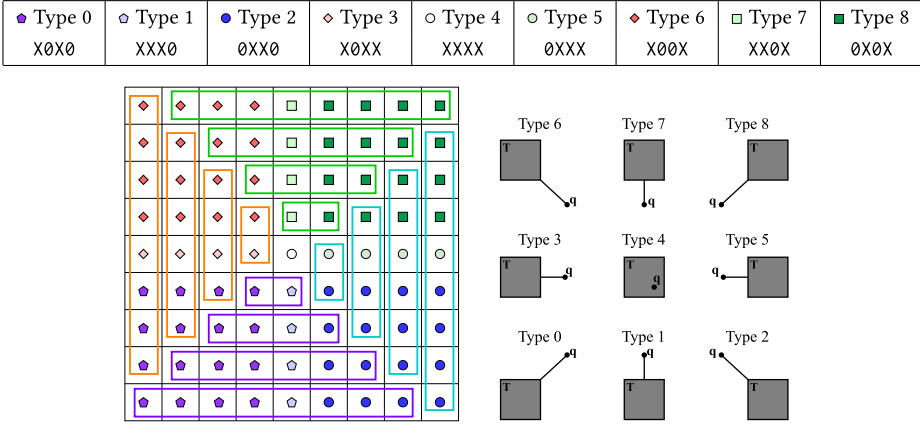 Type 0 Type 1 Type 2 Type 3 Type 4 Type 5 Type 6 Type 7 Type 8
X0X0 XXX0 0XX0 X0XX XXXX 0XXX X00X XX0X 0X0X
Type 6 Type 7 Type 8
T T T
q q q
Type 3 Type 4 Type 5
T q T q q T
Type 0 Type 1 Type 2
q q q
T T T